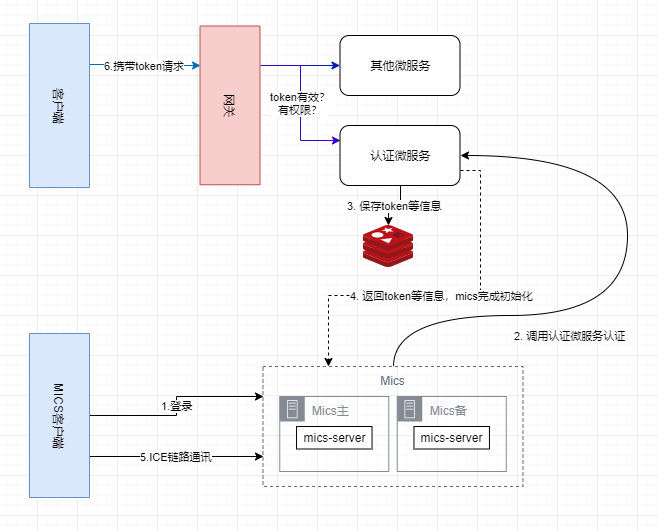 客户端
6.携带token请求
网关
其他微服务
token有效?
有权限?
认证微服务
3. 保存token等信息
4. 返回token等信息，mics完成初始化
2. 调用认证微服务认证
MICS客户端
1.登录
5.ICE链路通讯
Mics
Mics主
mics-server
Mics备
mics-server